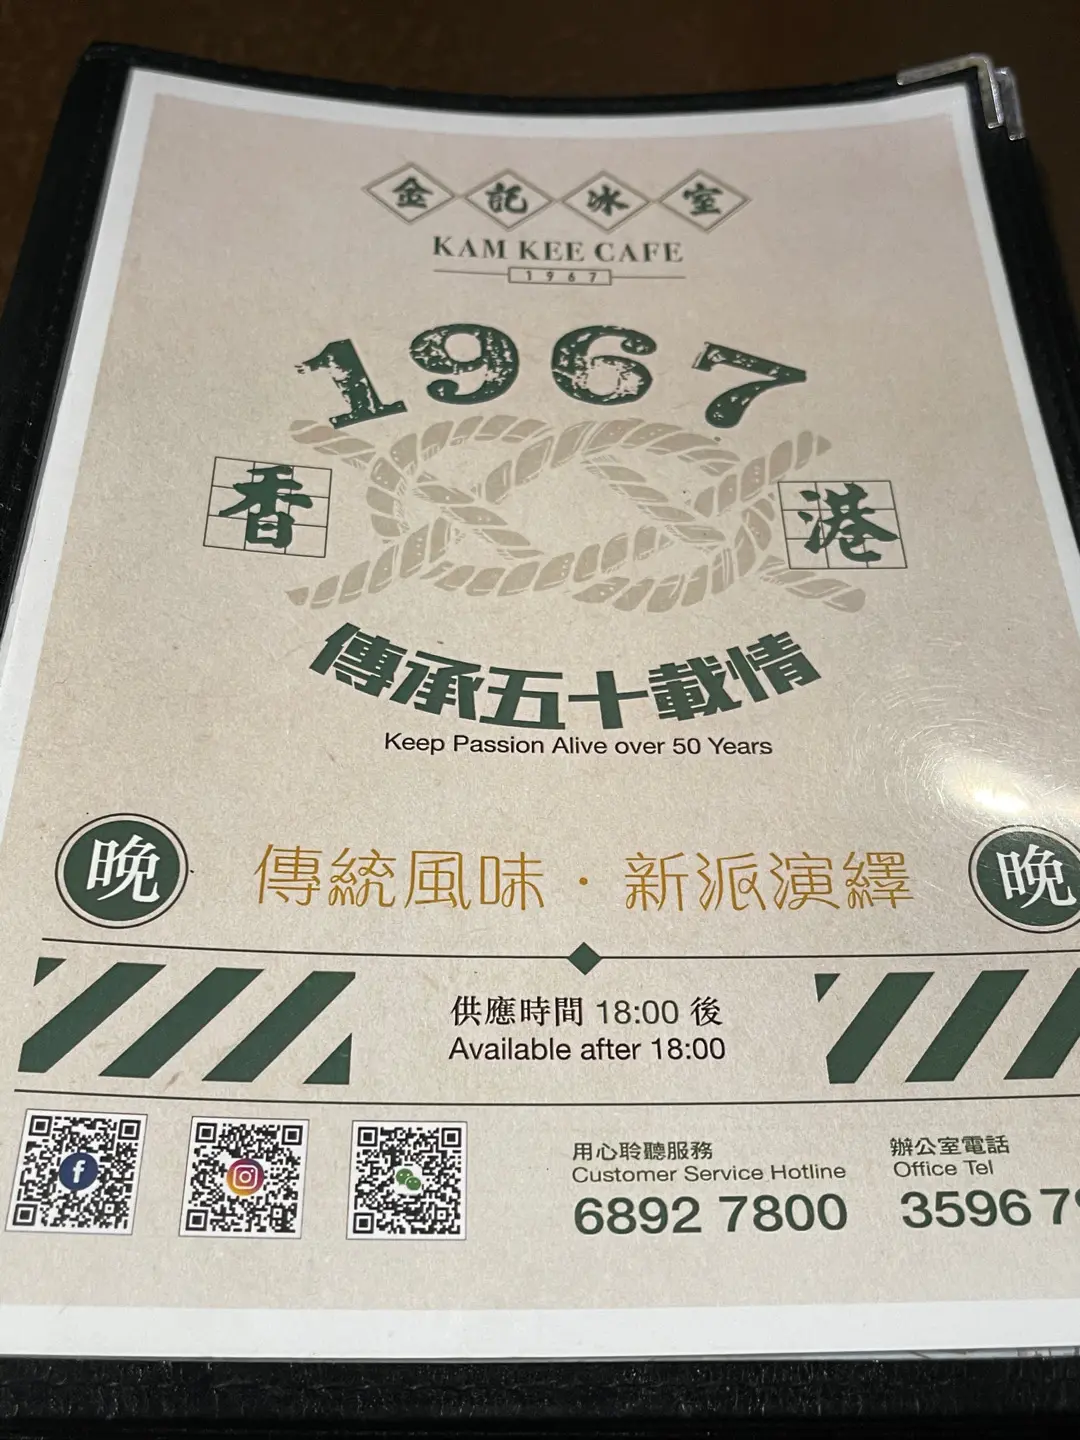 金記冰室
KAM KEE CAFE
1967
1967
香港
傳承五十載情
Keep Passion Alive over 50 Years
晚 傳統風味・新派演繹 晚
供應時間 18:00 後
Available after 18:00
用心聆聽服務
Customer Service Hotline
6892 7800
辦公室電話
Office Tel
3596